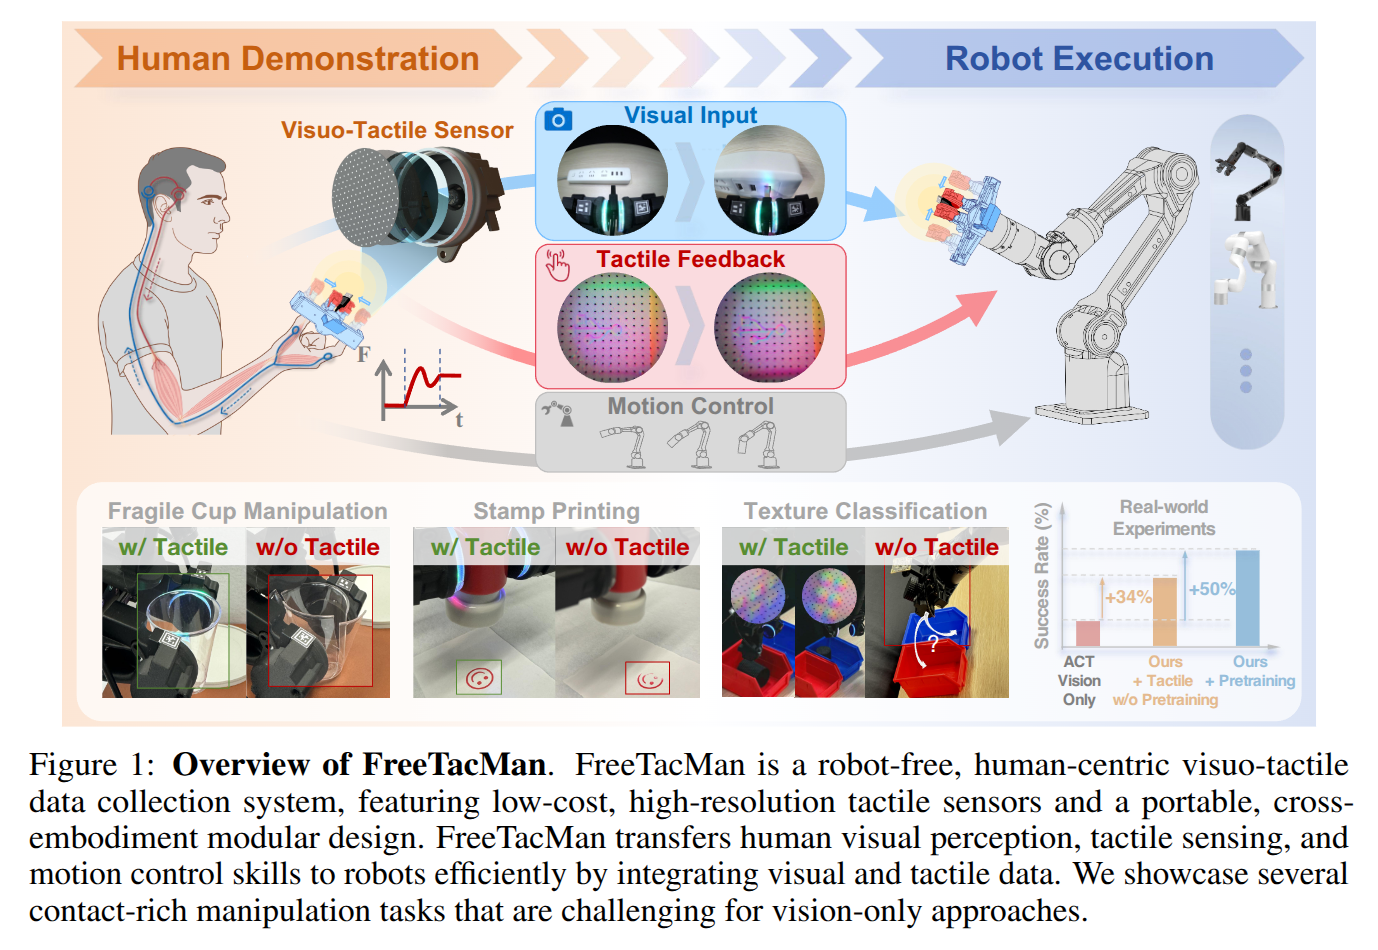 Human Demonstration
Robot Execution
Visuo-Tactile Sensor
Visual Input
Tactile Feedback
F
t
Motion Control
Fragile Cup Manipulation
w/ Tactile
w/o Tactile
Stamp Printing
w/ Tactile
w/o Tactile
Texture Classification
w/ Tactile
w/o Tactile
?
Success Rate (%)
Real-world
Experiments
+34%
+50%
ACT
Vision
Only
Ours
+ Tactile
w/o Pretraining
Ours
+ Pretraining
Figure 1: Overview of FreeTacMan. FreeTacMan is a robot-free, human-centric visuo-tactile
data collection system, featuring low-cost, high-resolution tactile sensors and a portable, cross-
embodiment modular design. FreeTacMan transfers human visual perception, tactile sensing, and
motion control skills to robots efficiently by integrating visual and tactile data. We showcase several
contact-rich manipulation tasks that are challenging for vision-only approaches.